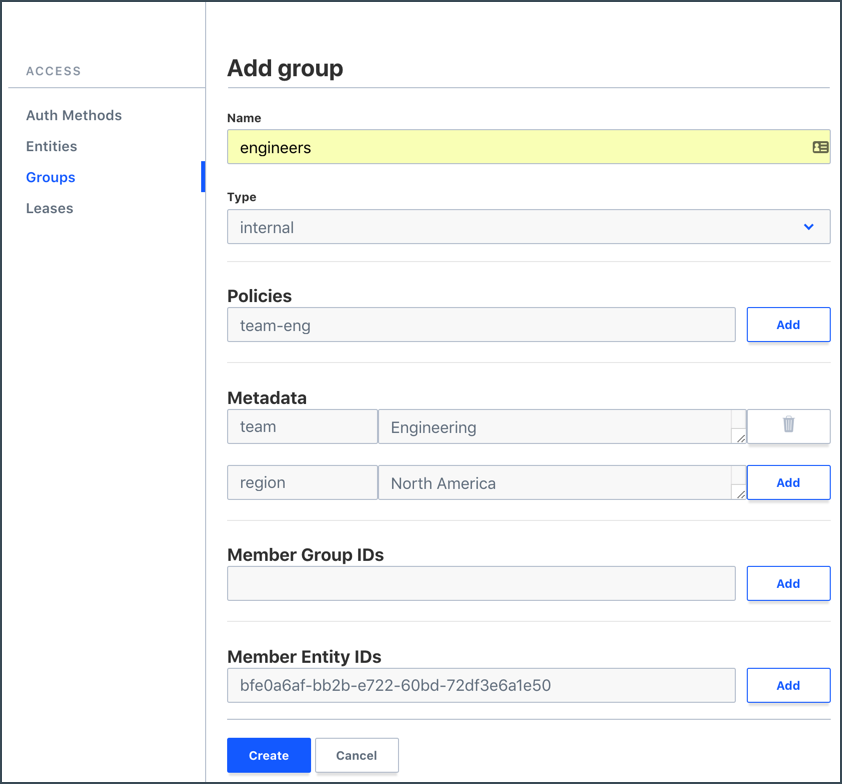 ACCESS
Auth Methods
Entities
Groups
Leases
Add group
Name
engineers
Type
internal
Policies
team-eng
Add
Metadata
team
Engineering
region
North America
Add
Member Group IDs
Add
Member Entity IDs
bfe0a6af-bb2b-e722-60bd-72df3e6a1e50
Add
Create
Cancel